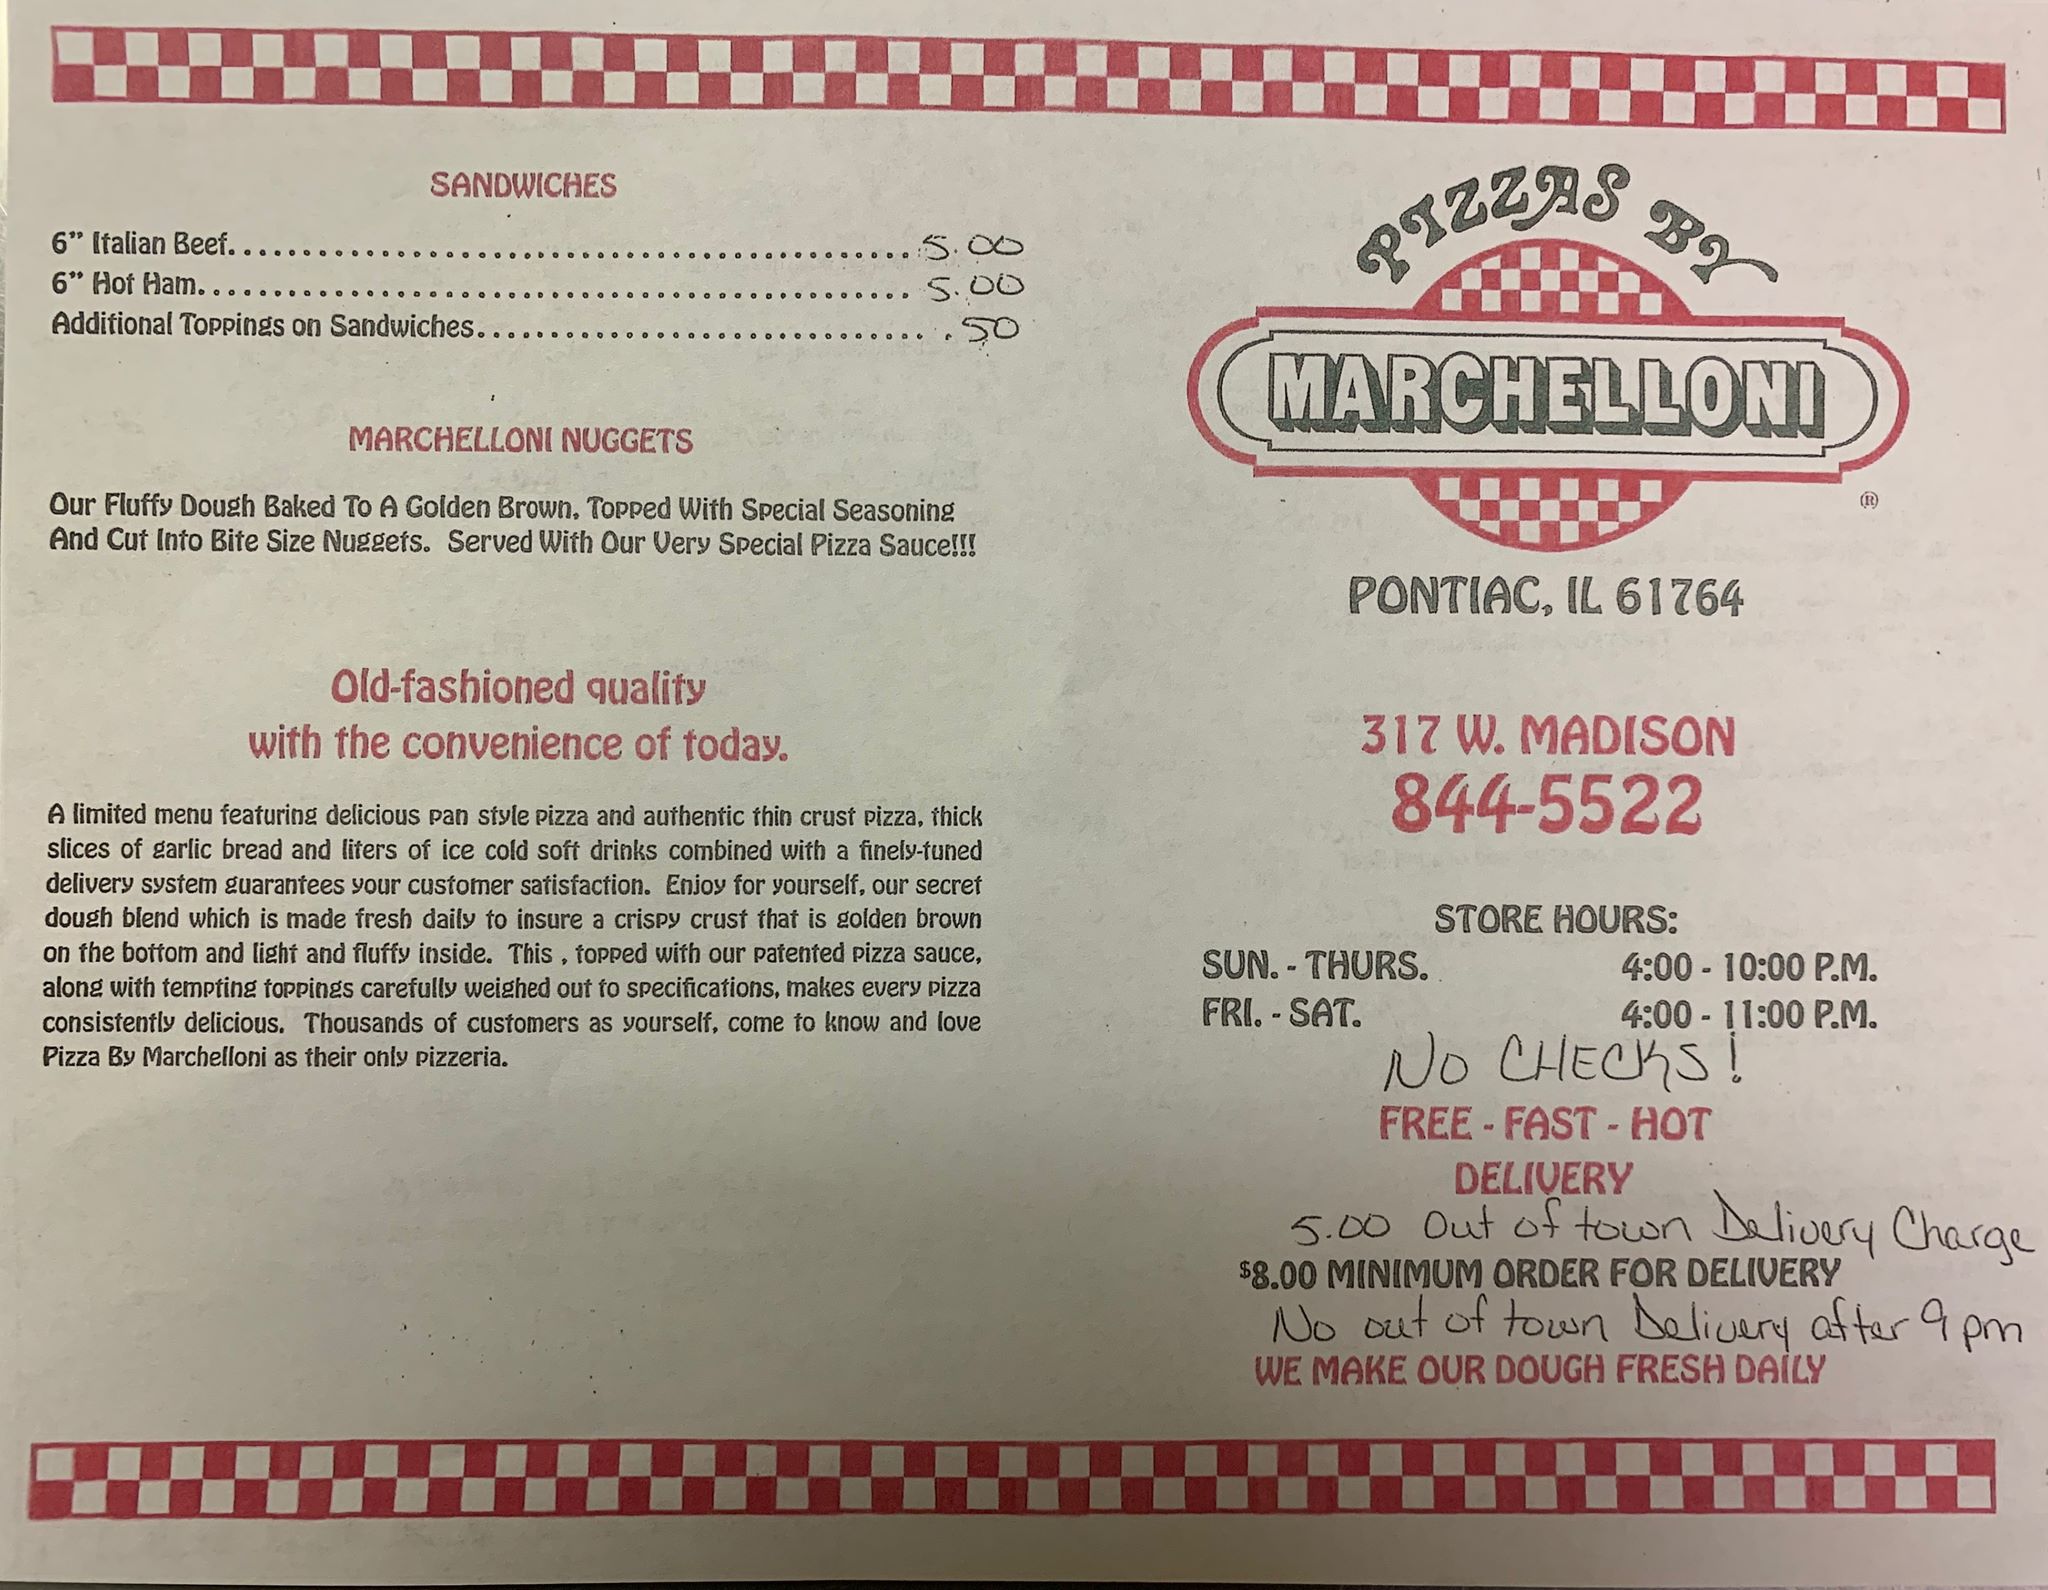 SANDWICHES
6" Italian Beef.................................................. 5.00
6" Hot Ham.................................................... 5.00
Additional Toppings on Sandwiches.............................. .50
MARCHELLONI NUGGETS
Our Fluffy Dough Baked To A Golden Brown, Topped With Special Seasoning
And Cut Into Bite Size Nuggets. Served With Our Very Special Pizza Sauce!!!
Old-fashioned quality
with the convenience of today.
A limited menu featuring delicious pan style pizza and authentic thin crust pizza, thick
slices of garlic bread and liters of ice cold soft drinks combined with a finely-tuned
delivery system guarantees your customer satisfaction. Enjoy for yourself, our secret
dough blend which is made fresh daily to insure a crispy crust that is golden brown
on the bottom and light and fluffy inside. This , topped with our patented pizza sauce,
along with tempting toppings carefully weighed out to specifications, makes every pizza
consistently delicious. Thousands of customers as yourself, come to know and love
Pizza By Marchelloni as their only pizzeria.
PIZZAS BY
MARCHELLONI
®
PONTIAC, IL 61764
317 W. MADISON
844-5522
STORE HOURS:
SUN. - THURS. 4:00 - 10:00 P.M.
FRI. - SAT. 4:00 - 11:00 P.M.
NO CHECKS!
FREE - FAST - HOT
DELIVERY
5.00 Out of town Delivery Charge
$8.00 MINIMUM ORDER FOR DELIVERY
No out of town Delivery after 9 pm
WE MAKE OUR DOUGH FRESH DAILY